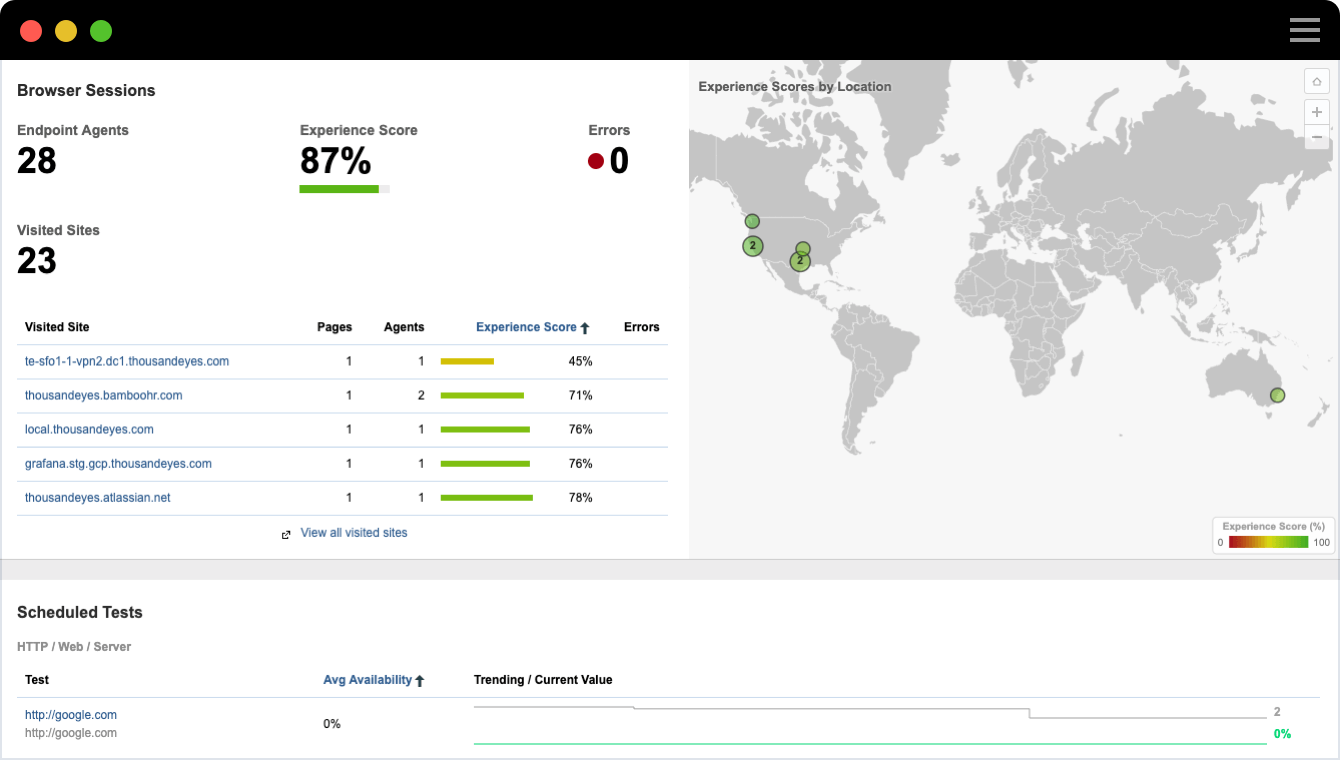 Browser Sessions
Endpoint Agents
28
Experience Score
87%
Errors
0
Visited Sites
23
Visited Site Pages Agents Experience Score Errors
te-sfo1-1-vpn2.dc1.thousandeyes.com 1 1 45%
thousandeyes.bamboohr.com 1 2 71%
local.thousandeyes.com 1 1 76%
grafana.stg.gcp.thousandeyes.com 1 1 76%
thousandeyes.atlassian.net 1 1 78%
View all visited sites
Experience Scores by Location
+
−
2
2
Experience Score (%)
0 100
Scheduled Tests
HTTP / Web / Server
Test Avg Availability Trending / Current Value
http://google.com
http://google.com
0%
2
0%